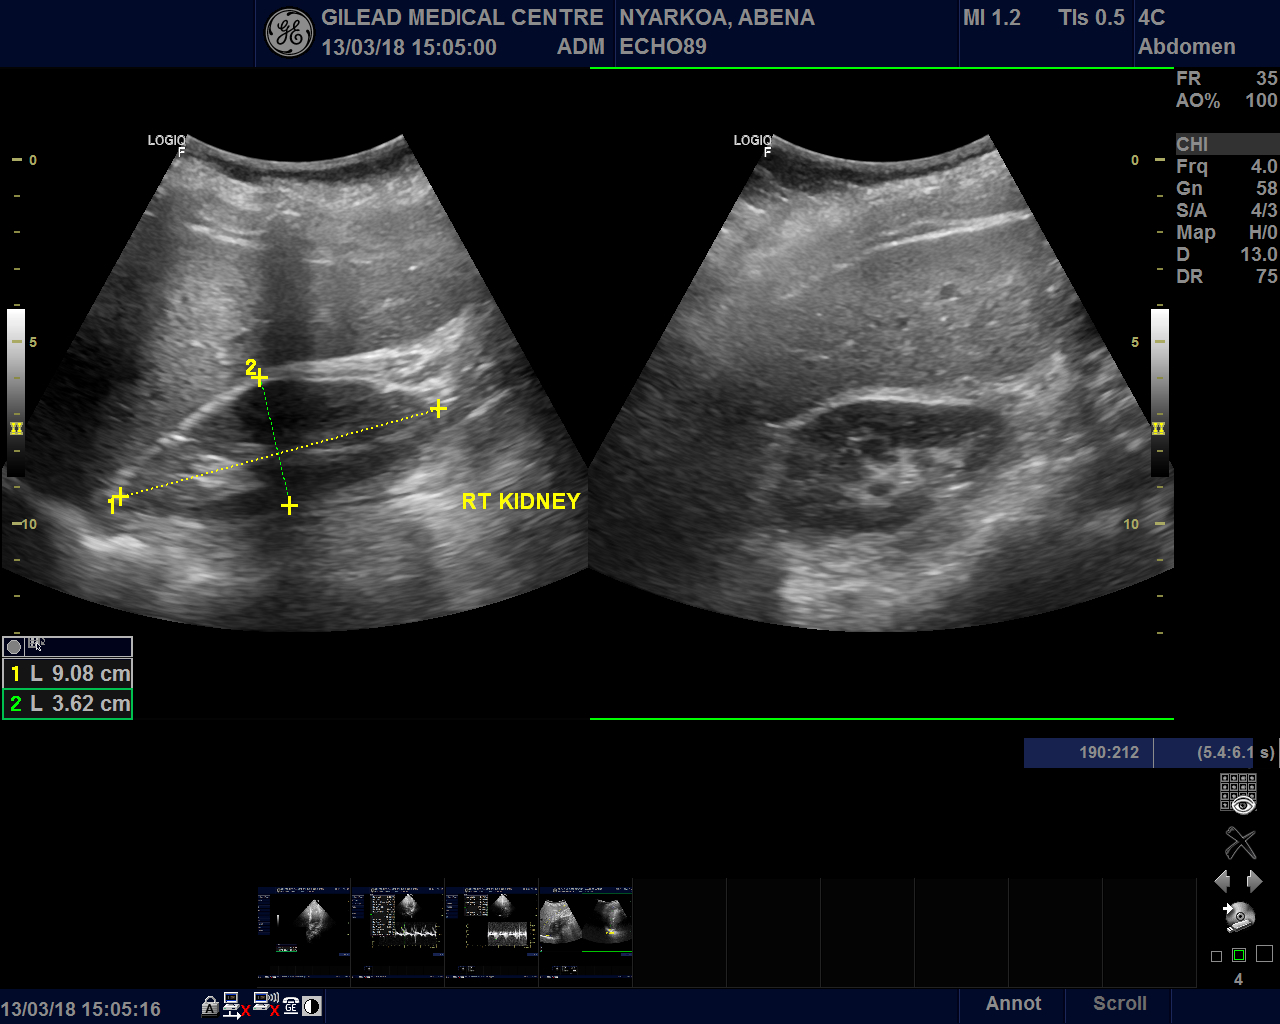 GILEAD MEDICAL CENTRE
13/03/18 15:05:00 ADM
NYARKOA, ABENA
ECHO89
MI 1.2 TIs 0.5
4C
Abdomen
FR 35
AO% 100
CHI
Frq 4.0
Gn 58
S/A 4/3
Map H/0
D 13.0
DR 75
LOGIQ
F
0
5
10
2
1
RT KIDNEY
LOGIQ
F
0
5
10
1 L 9.08 cm
2 L 3.62 cm
190:212 (5.4:6.1 s)
4
13/03/18 15:05:16
A
GE
Annot
Scroll